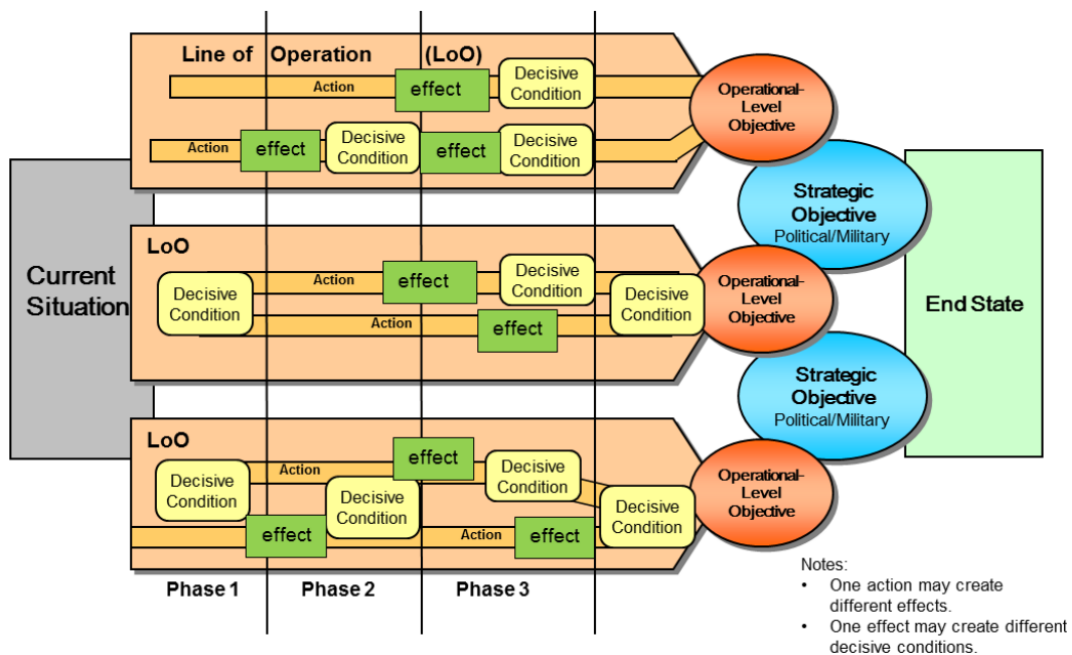 Line of Operation (LoO)
Action
effect
Decisive
Condition
Action
effect
Decisive
Condition
effect
Decisive
Condition
Operational-
Level
Objective
Strategic
Objective
Political/Military
Current
Situation
LoO
Decisive
Condition
Action
effect
Decisive
Condition
Action
effect
Decisive
Condition
Operational-
Level
Objective
End State
Strategic
Objective
Political/Military
LoO
Decisive
Condition
Action
effect
Decisive
Condition
Decisive
Condition
effect
Action
effect
Decisive
Condition
Operational-
Level
Objective
Phase 1
Phase 2
Phase 3
Notes:
• One action may create
different effects.
• One effect may create different
decisive conditions.